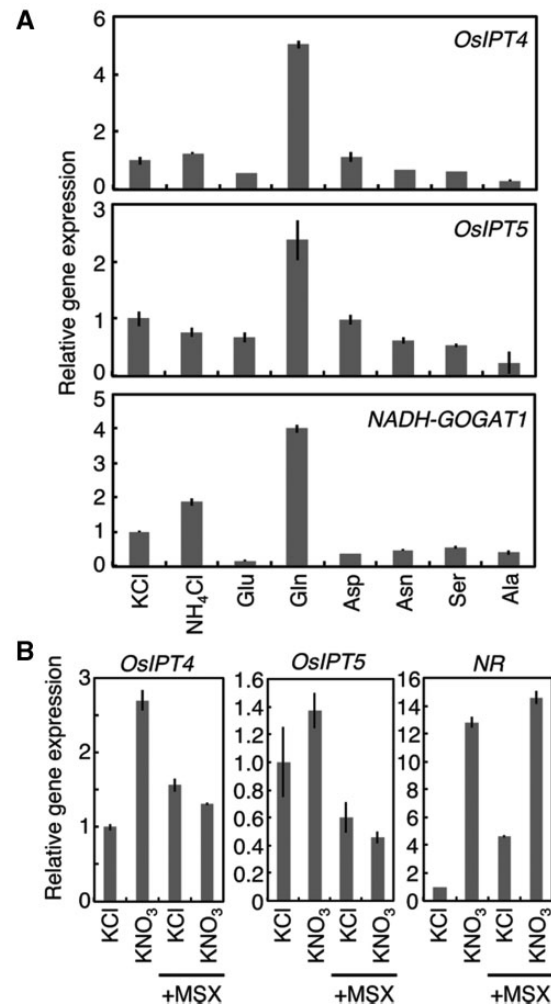 A
OsIPT4
6
4
2
0
OsIPT5
3
2
1
0
NADH-GOGAT1
5
4
3
2
1
0
Relative gene expression
KCl
NH₄Cl
Glu
Gln
Asp
Asn
Ser
Ala
B
OsIPT4
OsIPT5
NR
Relative gene expression
3
2
1
0
1.6
1.4
1.2
1.0
0.8
0.6
0.4
0.2
0
16
14
12
10
8
6
4
2
0
KCl
KNO₃
KCl
KNO₃
+MSX
KCl
KNO₃
KCl
KNO₃
+MSX
KCl
KNO₃
KCl
KNO₃
+MSX